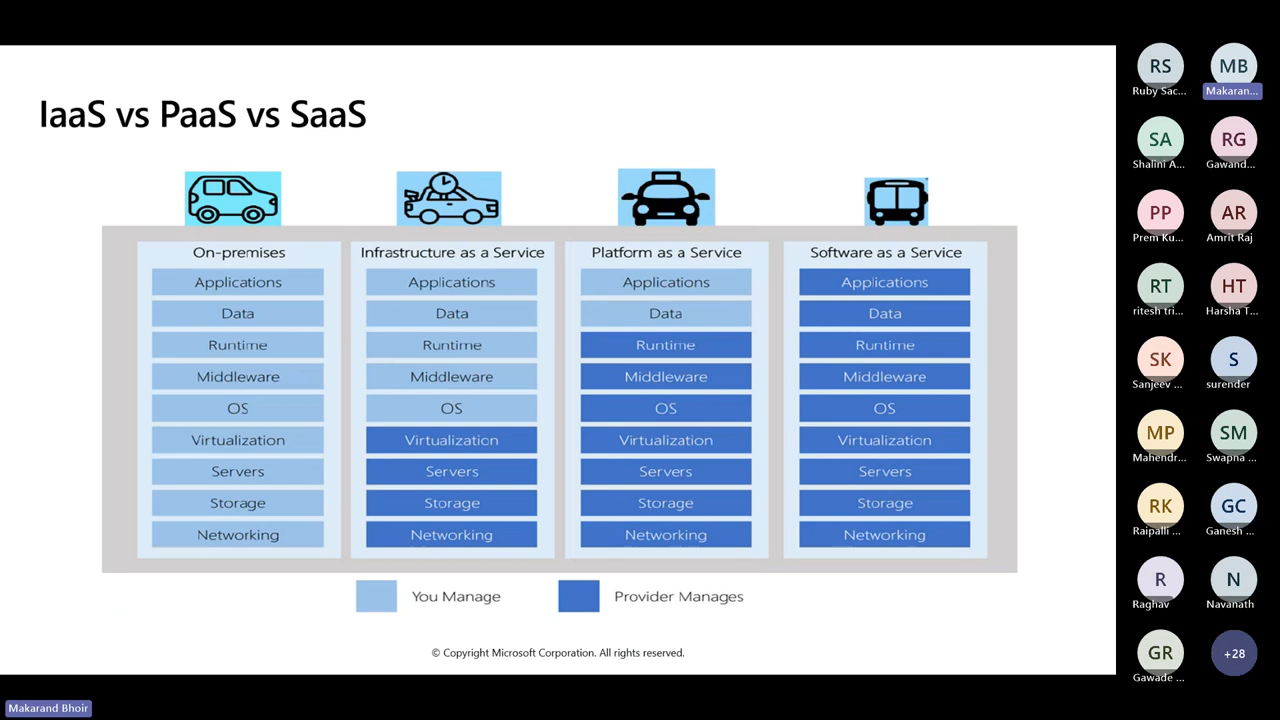 IaaS vs PaaS vs SaaS
On-premises
Applications
Data
Runtime
Middleware
OS
Virtualization
Servers
Storage
Networking
Infrastructure as a Service
Applications
Data
Runtime
Middleware
OS
Virtualization
Servers
Storage
Networking
Platform as a Service
Applications
Data
Runtime
Middleware
OS
Virtualization
Servers
Storage
Networking
Software as a Service
Applications
Data
Runtime
Middleware
OS
Virtualization
Servers
Storage
Networking
You Manage
Provider Manages
© Copyright Microsoft Corporation. All rights reserved.
Makarand Bhoir
RS
Ruby Sac...
MB
Makaran...
SA
Shalini A...
RG
Gawand...
PP
Prem Ku...
AR
Amrit Raj
RT
ritesh tri...
HT
Harsha T...
SK
Sanjeev ...
S
surender
MP
Mahendr...
SM
Swapna ...
RK
Raipalli ...
GC
Ganesh ...
R
Raghav
N
Navanath
GR
Gawade ...
+28